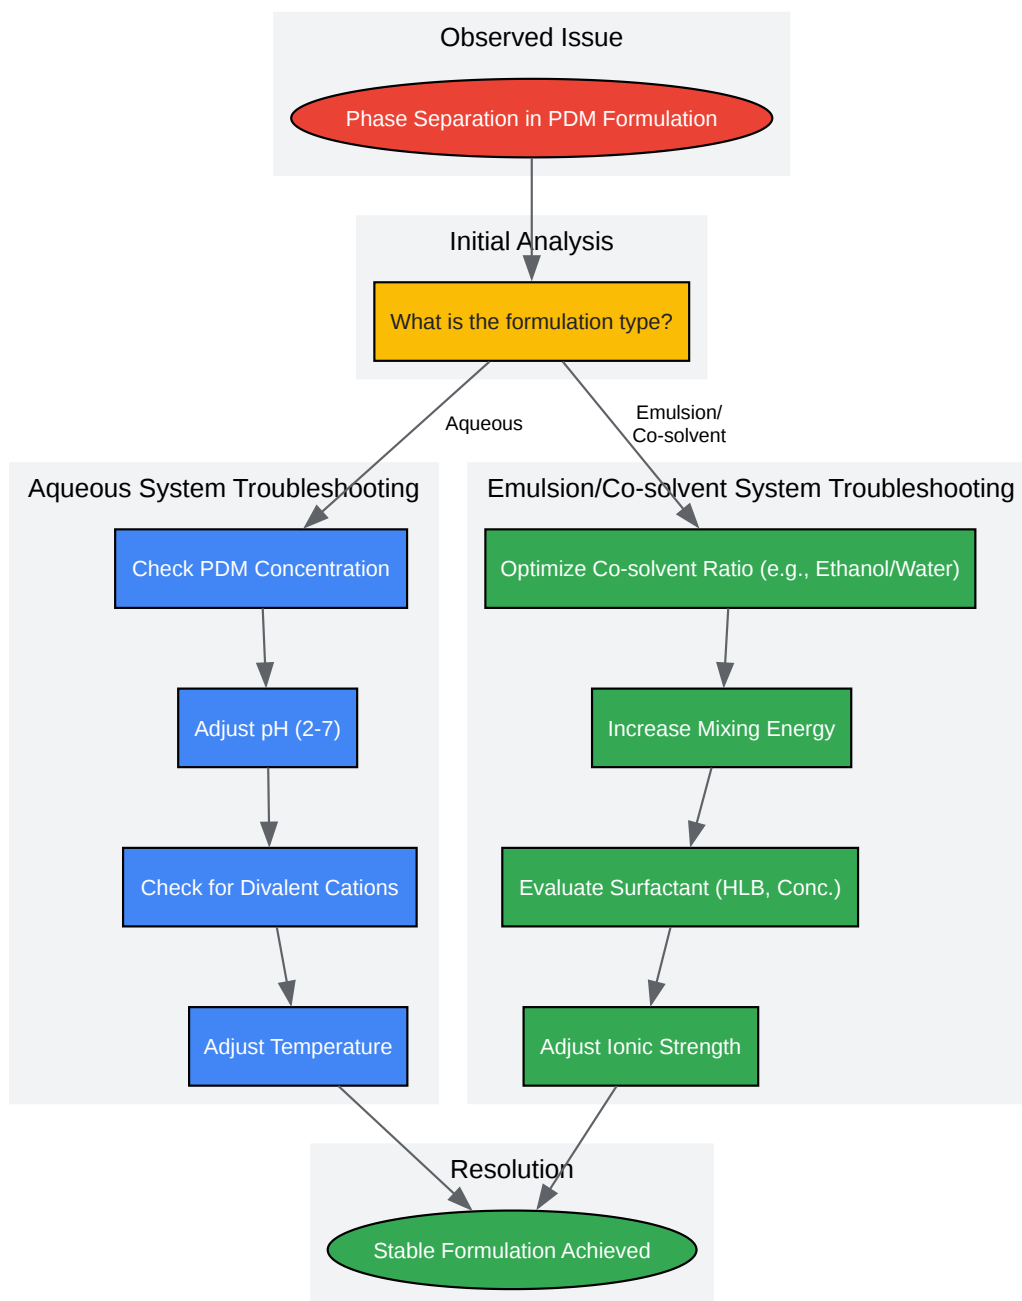 Observed Issue
Phase Separation in PDM Formulation
Initial Analysis
What is the formulation type?
Aqueous
Emulsion/
Co-solvent
Aqueous System Troubleshooting
Check PDM Concentration
Adjust pH (2-7)
Check for Divalent Cations
Adjust Temperature
Emulsion/Co-solvent System Troubleshooting
Optimize Co-solvent Ratio (e.g., Ethanol/Water)
Increase Mixing Energy
Evaluate Surfactant (HLB, Conc.)
Adjust Ionic Strength
Resolution
Stable Formulation Achieved